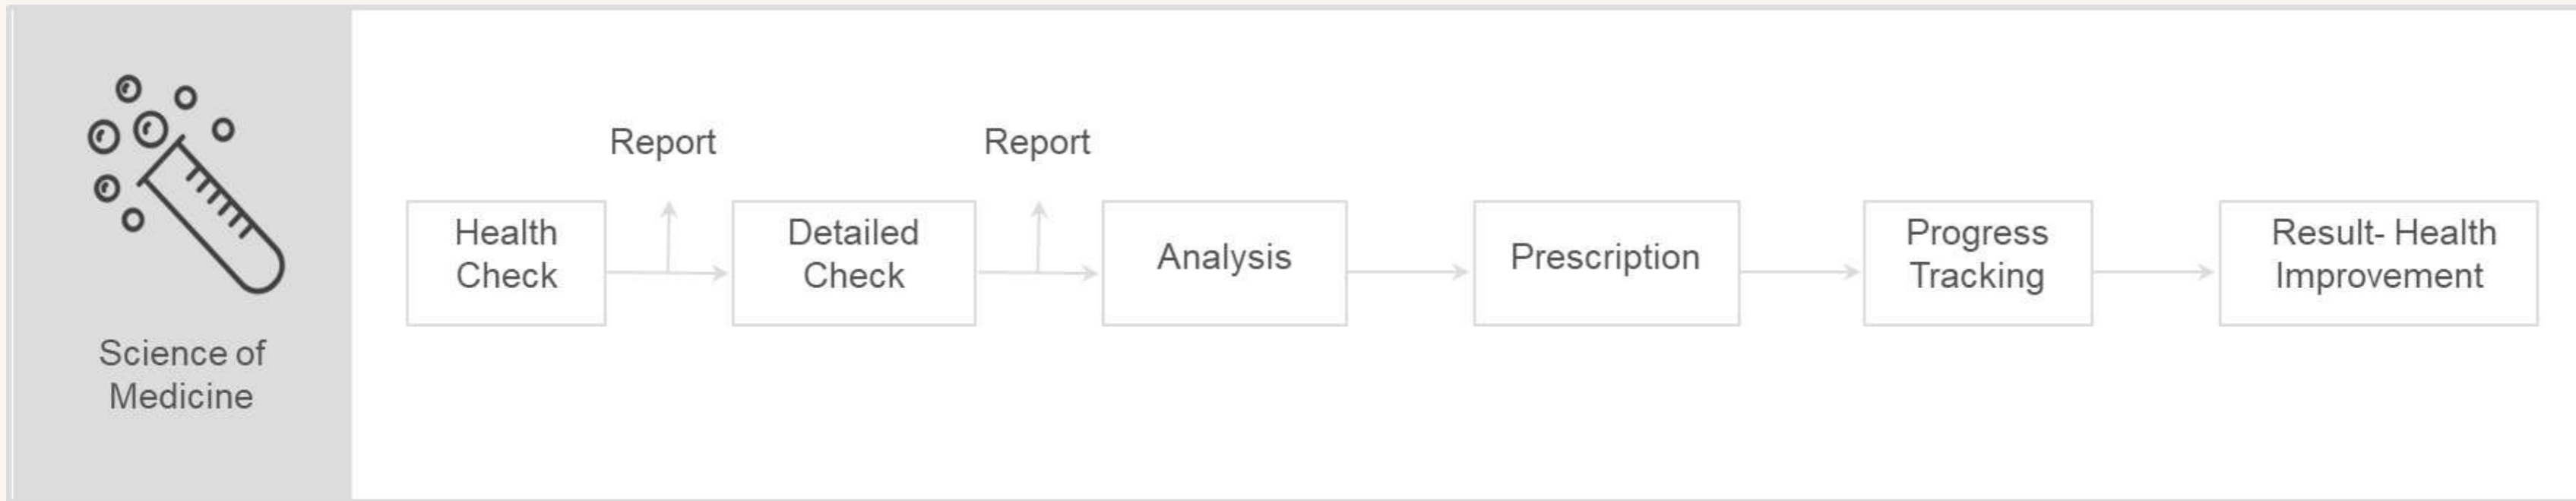 Science of
Medicine
Report
Report
Health
Check
Detailed
Check
Analysis
Prescription
Progress
Tracking
Result- Health
Improvement